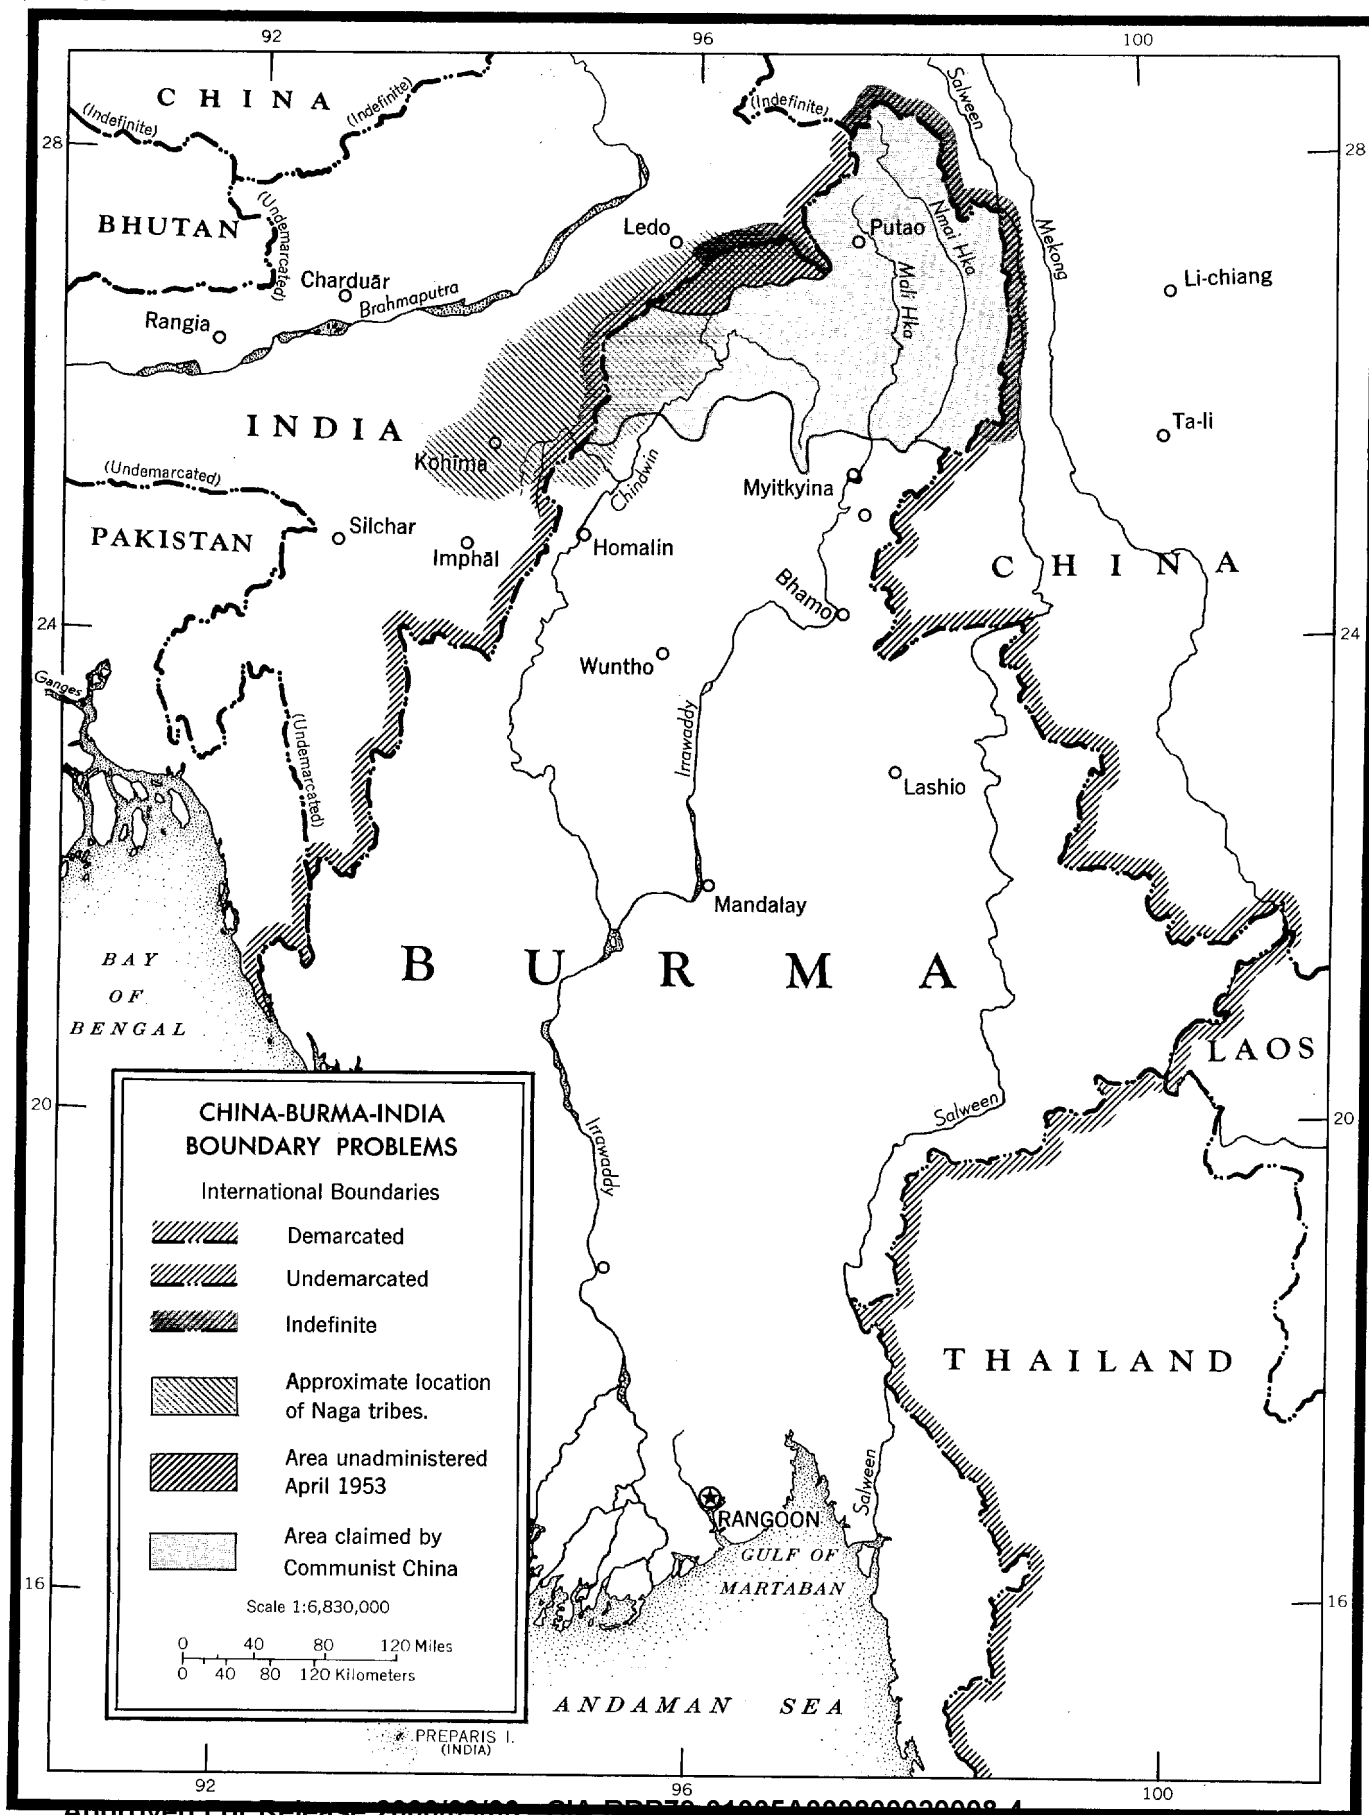 92
96
100
CHINA
(Indefinite)
(Indefinite)
(Indefinite)
Salween
28
28
BHUTAN
(Undemarcated)
Ledo
Putao
Nmai Hka
Mekong
Mali Hka
Li-chiang
Charduār
Brahmaputra
Rangia
INDIA
Ta-li
Kohima
Chindwin
(Undemarcated)
Myitkyina
PAKISTAN
Silchar
Imphāl
Homalin
CHINA
Bhamo
24
24
Wuntho
Ganges
Irrawaddy
(Undemarcated)
Lashio
Mandalay
BURMA
BAY
OF
BENGAL
LAOS
20
20
Salween
CHINA-BURMA-INDIA
BOUNDARY PROBLEMS
International Boundaries
Demarcated
Undemarcated
Indefinite
Approximate location
of Naga tribes.
Area unadministered
April 1953
Area claimed by
Communist China
Scale 1:6,830,000
0 40 80 120 Miles
0 40 80 120 Kilometers
Irrawaddy
THAILAND
Salween
RANGOON
GULF OF
MARTABAN
16
16
ANDAMAN SEA
PREPARIS I.
(INDIA)
92
96
100